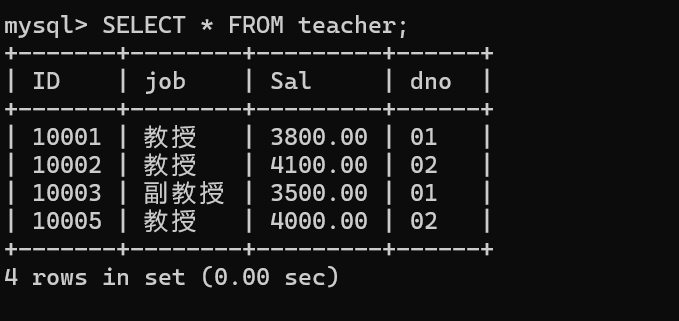 mysql> SELECT * FROM teacher;
+-------+--------+---------+------+
| ID    | job    | Sal     | dno  |
+-------+--------+---------+------+
| 10001 | 教授   | 3800.00 | 01   |
| 10002 | 教授   | 4100.00 | 02   |
| 10003 | 副教授 | 3500.00 | 01   |
| 10005 | 教授   | 4000.00 | 02   |
+-------+--------+---------+------+
4 rows in set (0.00 sec)